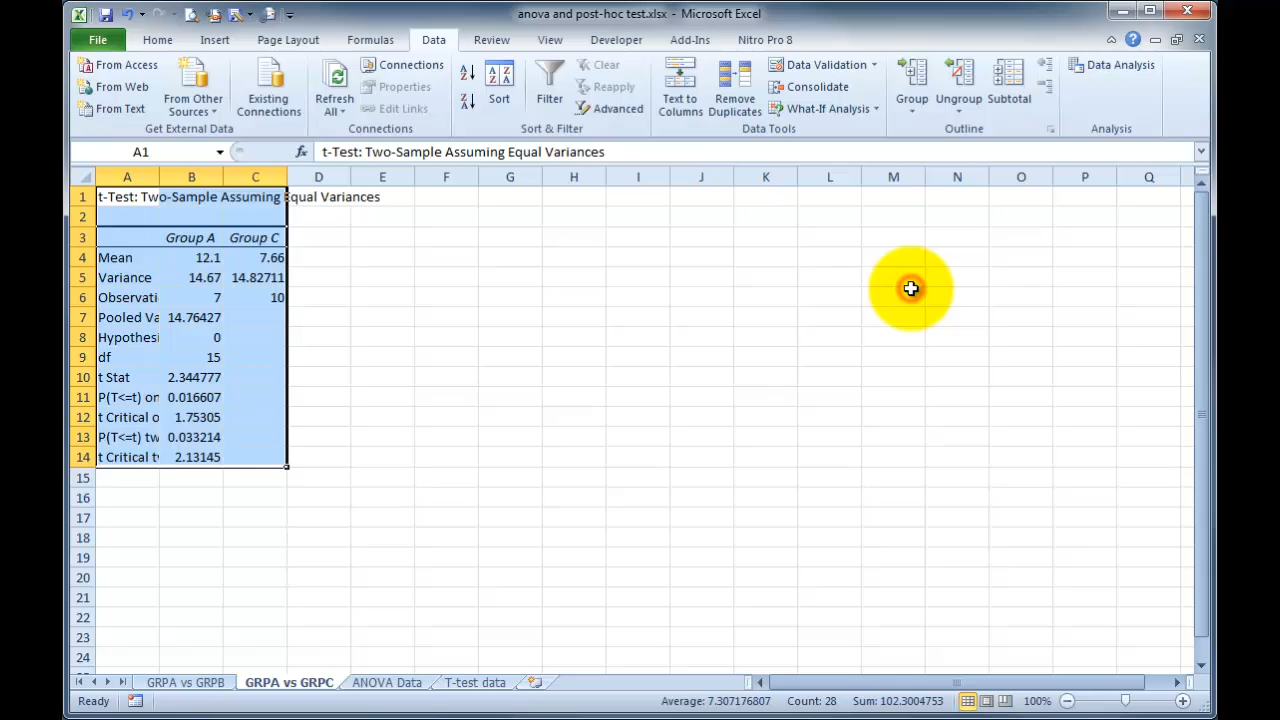 anova and post-hoc test.xlsx - Microsoft Excel
File Home Insert Page Layout Formulas Data Review View Developer Add-Ins Nitro Pro 8
From Access
From Web
From Text
From Other Sources
Existing Connections
Get External Data
Refresh All
Connections
Properties
Edit Links
Connections
Sort
Filter
Clear
Reapply
Advanced
Sort & Filter
Text to Columns
Remove Duplicates
Data Validation
Consolidate
What-If Analysis
Data Tools
Group
Ungroup
Subtotal
Outline
Data Analysis
Analysis
A1 fx t-Test: Two-Sample Assuming Equal Variances
A B C D E F G H I J K L M N O P Q
1 t-Test: Two-Sample Assuming Equal Variances
2
3 Group A Group C
4 Mean 12.1 7.66
5 Variance 14.67 14.82711
6 Observati 7 10
7 Pooled Va 14.76427
8 Hypothesi 0
9 df 15
10 t Stat 2.344777
11 P(T<=t) on 0.016607
12 t Critical o 1.75305
13 P(T<=t) tw 0.033214
14 t Critical tv 2.13145
15
16
17
18
19
20
21
22
23
24
GRPA vs GRPB GRPA vs GRPC ANOVA Data T-test data
Ready Average: 7.307176807 Count: 28 Sum: 102.3004753 100%